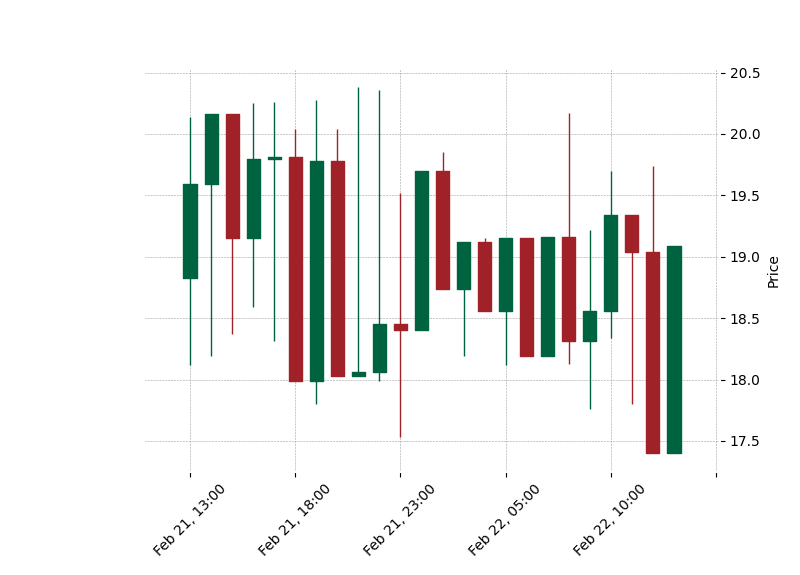 20.5
20.0
19.5
19.0
18.5
18.0
17.5
Price
Feb 21, 13:00
Feb 21, 18:00
Feb 21, 23:00
Feb 22, 05:00
Feb 22, 10:00